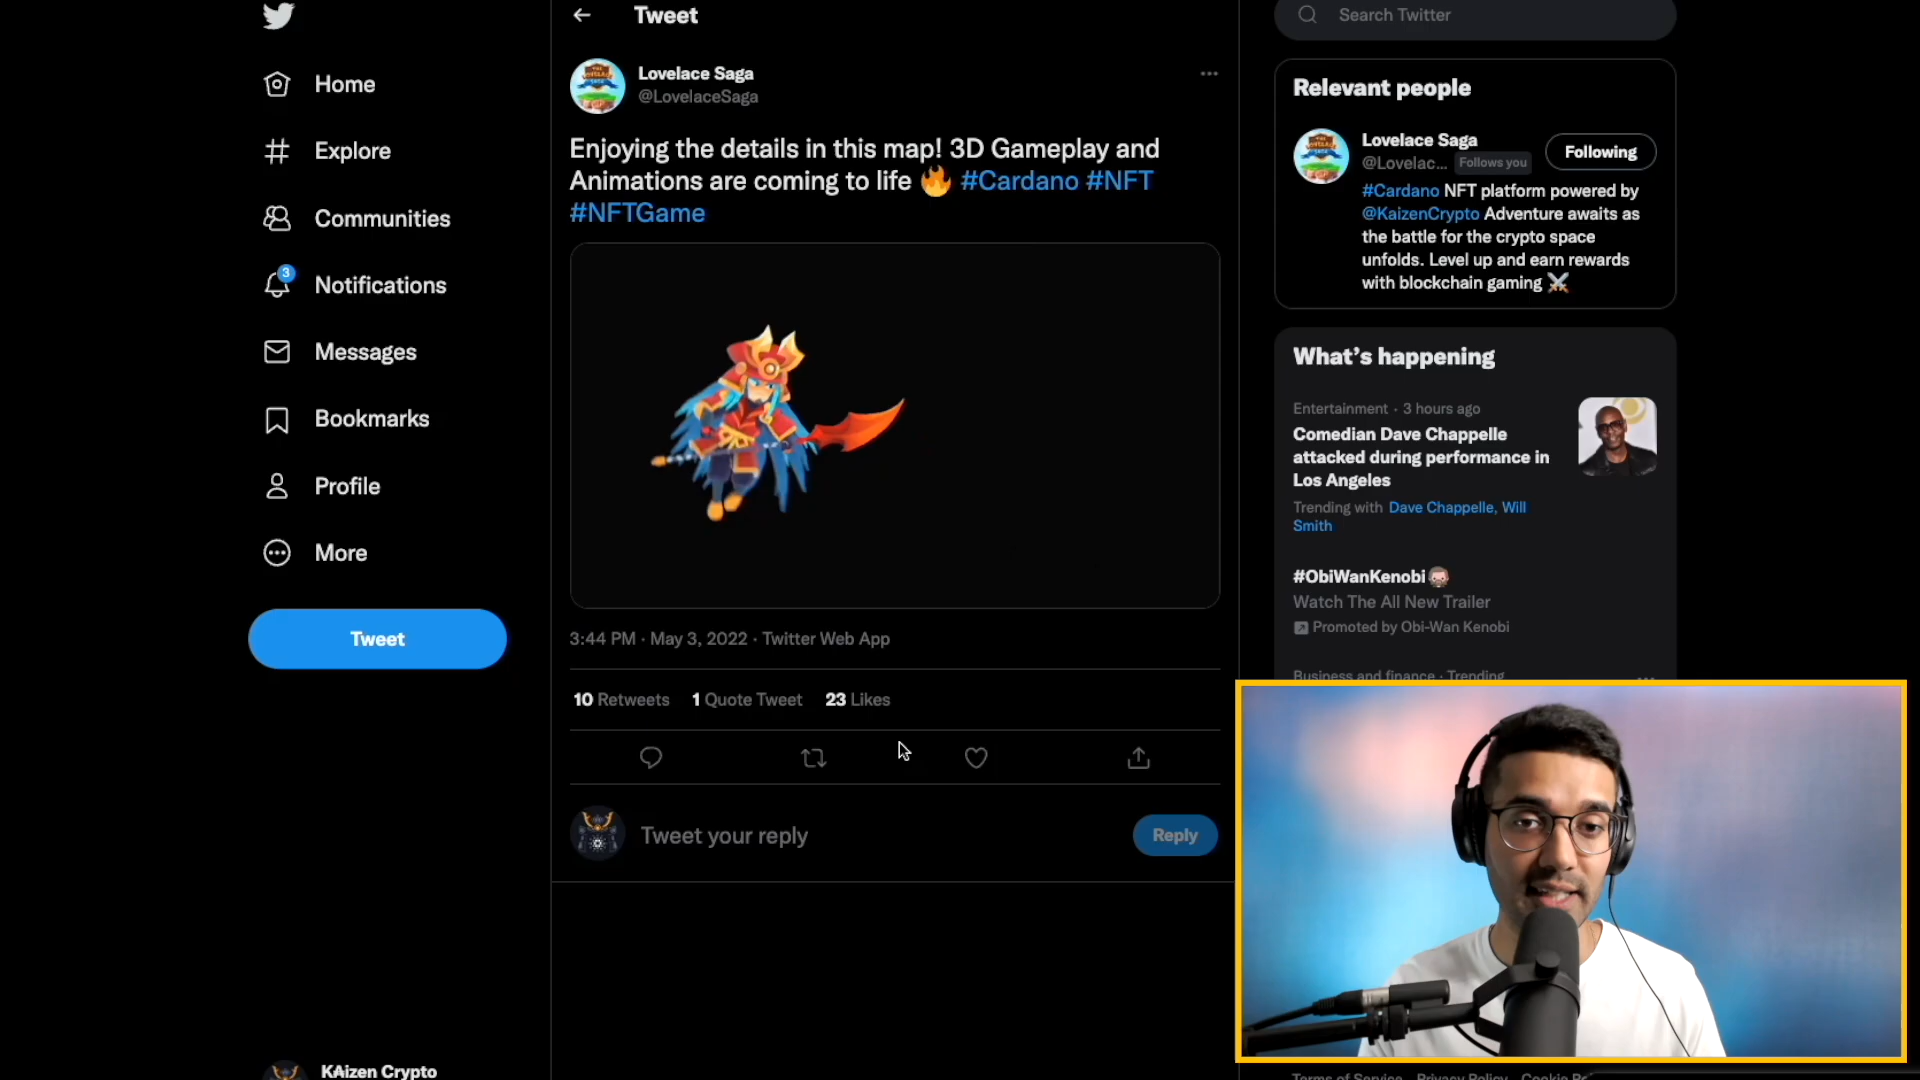 Home
Explore
Communities
3
Notifications
Messages
Bookmarks
Profile
More
Tweet
KAizen Crypto
Tweet
Lovelace Saga
@LovelaceSaga
Enjoying the details in this map! 3D Gameplay and
Animations are coming to life 🔥 #Cardano #NFT
#NFTGame
3:44 PM · May 3, 2022 · Twitter Web App
10 Retweets 1 Quote Tweet 23 Likes
Tweet your reply
Reply
Search Twitter
Relevant people
Lovelace Saga
@Lovelac... Follows you
Following
#Cardano NFT platform powered by
@KaizenCrypto Adventure awaits as
the battle for the crypto space
unfolds. Level up and earn rewards
with blockchain gaming ⚔️
What's happening
Entertainment · 3 hours ago
Comedian Dave Chappelle
attacked during performance in
Los Angeles
Trending with Dave Chappelle, Will
Smith
#ObiWanKenobi
Watch The All New Trailer
Promoted by Obi-Wan Kenobi
Business and finance · Trending
Terms of Service Privacy Policy Cookie